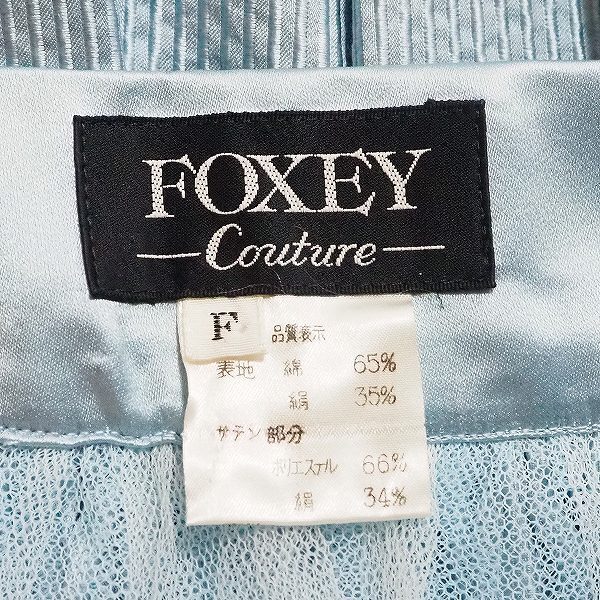 FOXEY
Couture
F
品質表示
表地 綿 65%
絹 35%
サテン部分
ポリエステル 66%
絹 34%